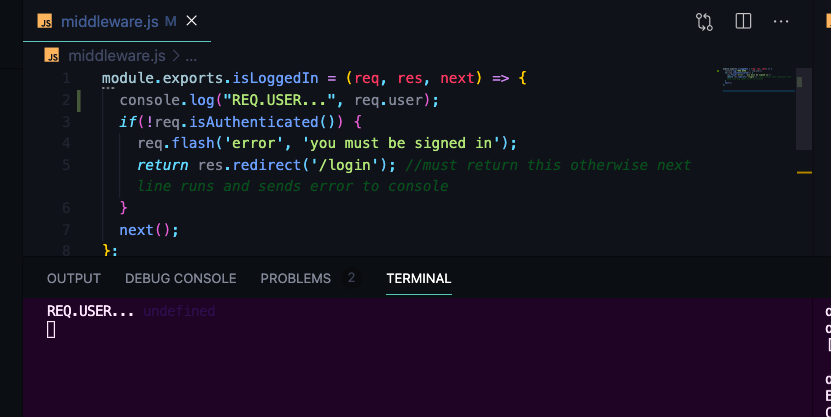 JS middleware.js M ×
JS middleware.js > ...
1 module.exports.isLoggedIn = (req, res, next) => {
2 console.log("REQ.USER...", req.user);
3 if(!req.isAuthenticated()) {
4 req.flash('error', 'you must be signed in');
5 return res.redirect('/login'); //must return this otherwise next
line runs and sends error to console
6 }
7 next();
8 };
OUTPUT DEBUG CONSOLE PROBLEMS 2 TERMINAL
REQ.USER... undefined